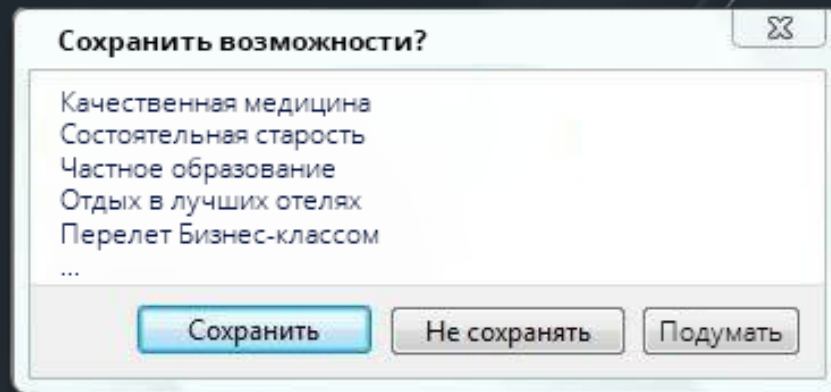 Сохранить возможности?
Качественная медицина
Состоятельная старость
Частное образование
Отдых в лучших отелях
Перелет Бизнес-классом
...
Сохранить Не сохранять Подумать